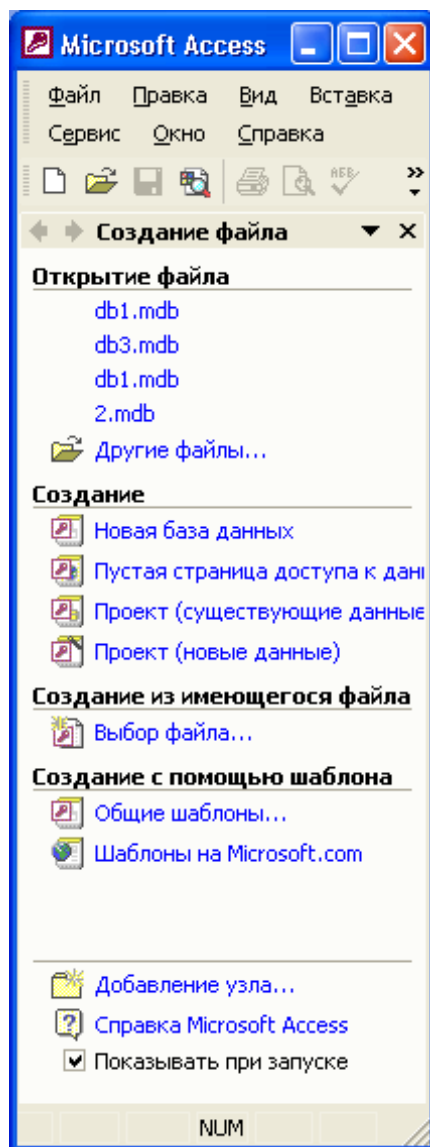 Microsoft Access
Файл Правка Вид Вставка
Сервис Окно Справка
Создание файла
Открытие файла
db1.mdb
db3.mdb
db1.mdb
2.mdb
Другие файлы...
Создание
Новая база данных
Пустая страница доступа к данн
Проект (существующие данные
Проект (новые данные)
Создание из имеющегося файла
Выбор файла...
Создание с помощью шаблона
Общие шаблоны...
Шаблоны на Microsoft.com
Добавление узла...
Справка Microsoft Access
Показывать при запуске
NUM